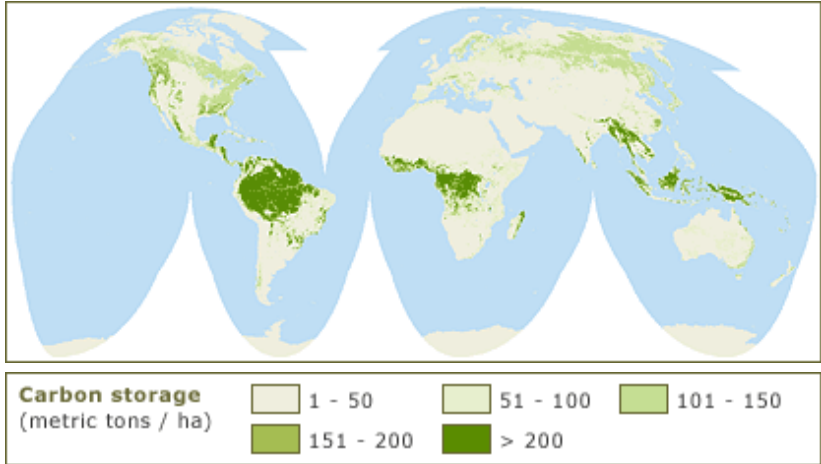 Carbon storage
(metric tons / ha)
1 - 50
51 - 100
101 - 150
151 - 200
> 200